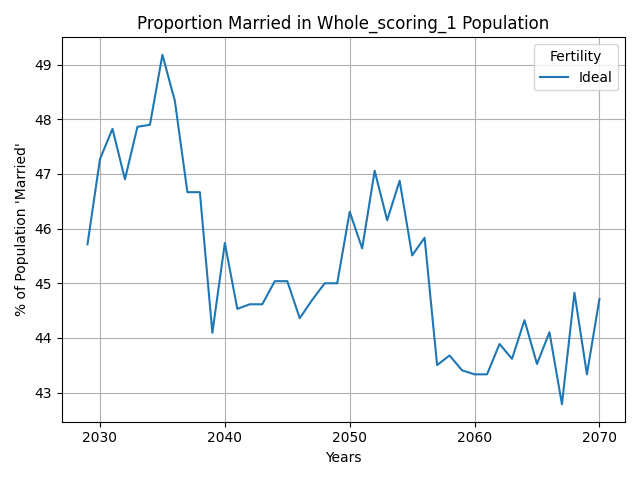 Proportion Married in Whole_scoring_1 Population
Fertility
Ideal
% of Population 'Married'
49
48
47
46
45
44
43
2030 2040 2050 2060 2070
Years